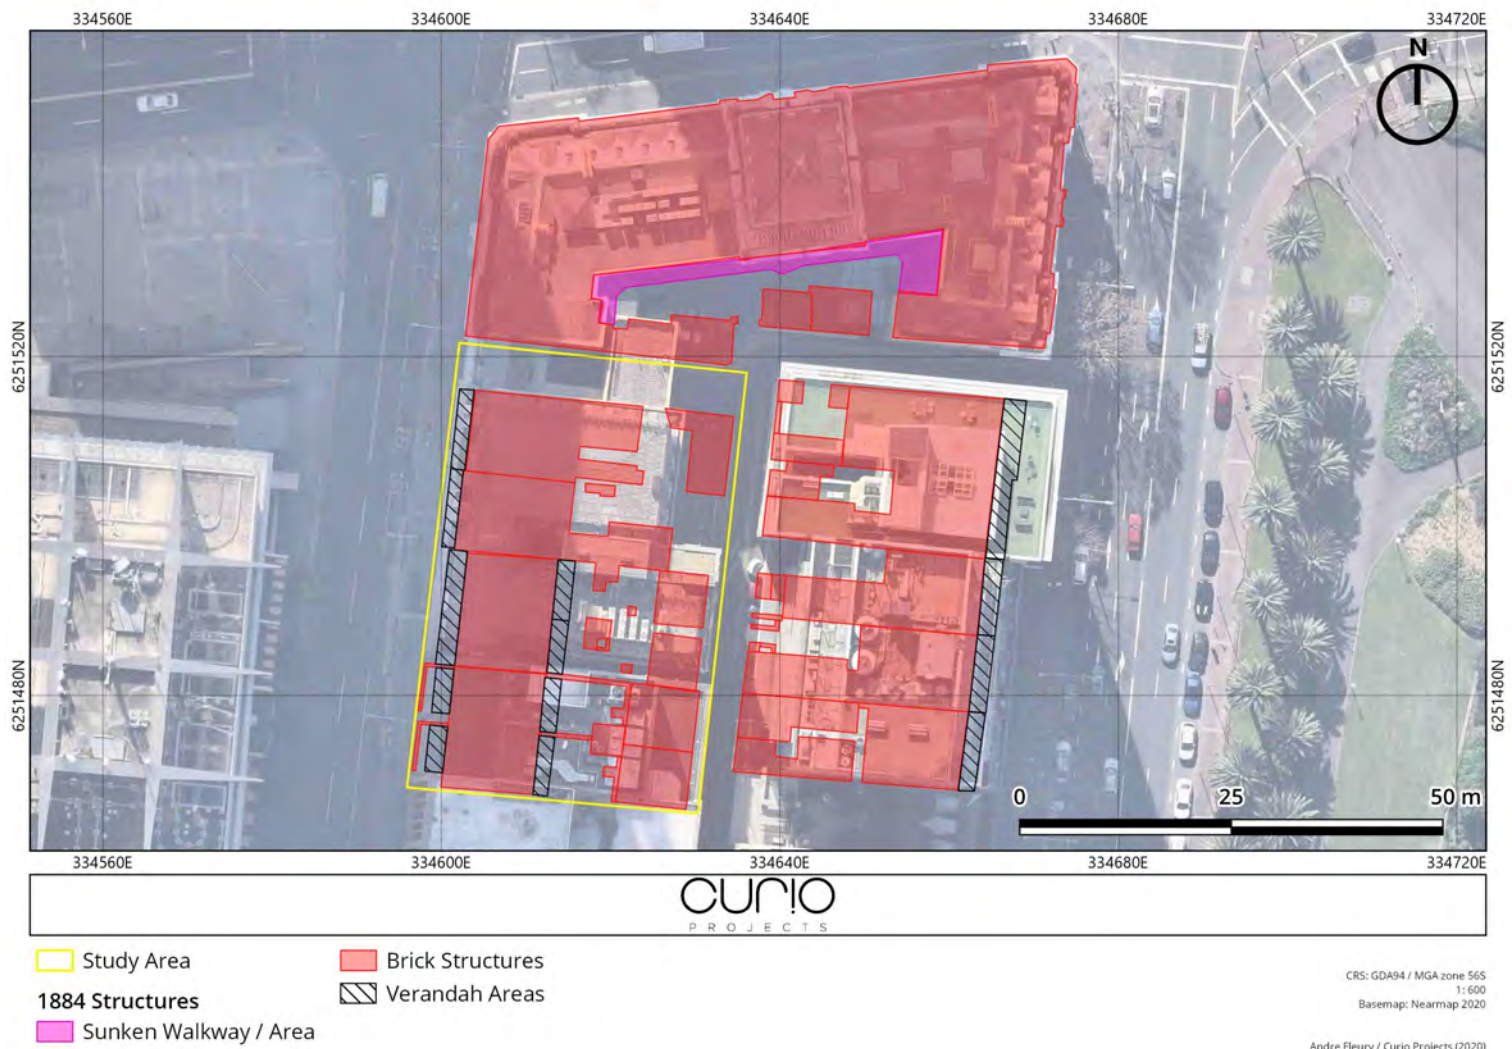 334560E 334600E 334640E 334680E 334720E
N
6251520N 6251520N
6251480N 6251480N
0 25 50 m
334560E 334600E 334640E 334680E 334720E
CUR!O
PROJECTS
Study Area
Brick Structures
1884 Structures
Verandah Areas
Sunken Walkway / Area
CRS: GDA94 / MGA zone 56S
1: 600
Basemap: Nearmap 2020
Andre Fleury / Curio Projects (2020)